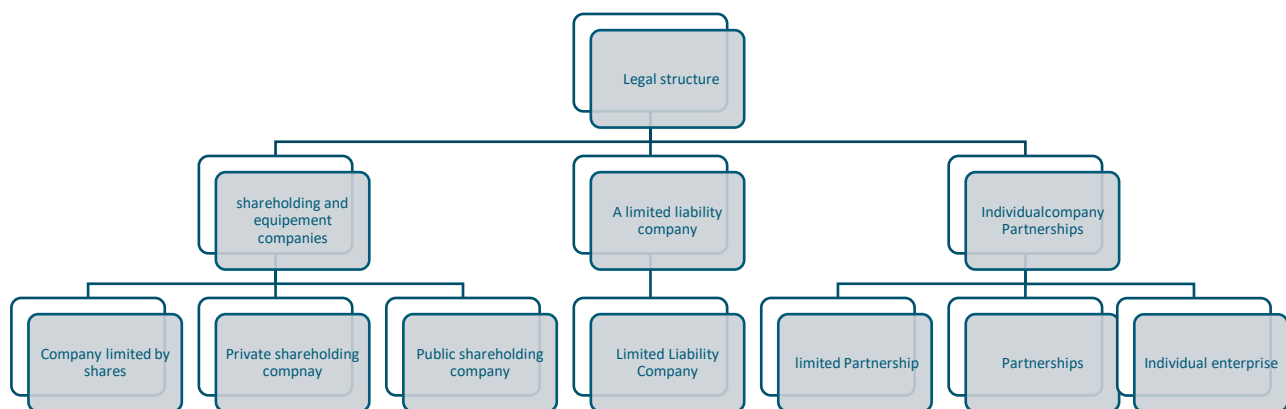 Legal structure
shareholding and
equipement
companies
A limited liability
company
Individualcompany
Partnerships
Company limited by
shares
Private shareholding
compnay
Public shareholding
company
Limited Liability
Company
limited Partnership
Partnerships
Individual enterprise